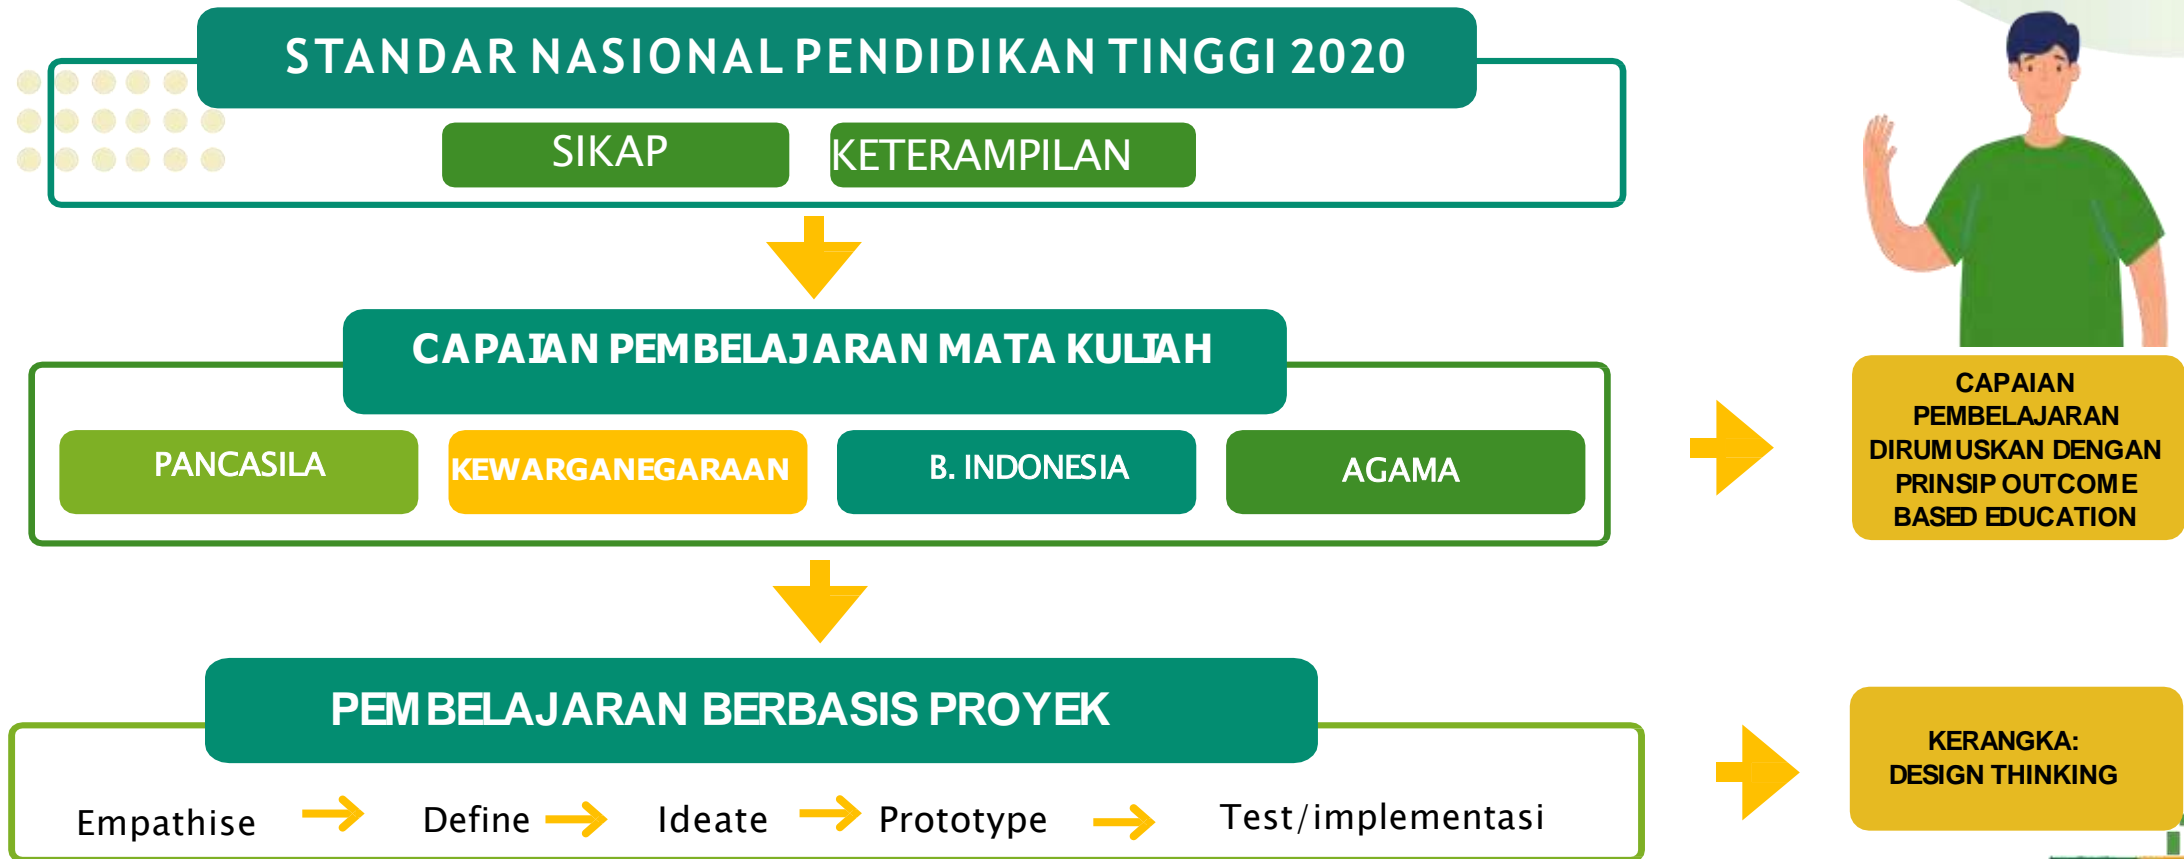 STANDAR NASIONAL PENDIDIKAN TINGGI 2020
SIKAP
KETERAMPILAN
CAPAIAN PEMBELAJARAN MATA KULIAH
PANCASILA
KEWARGANEGARAAN
B. INDONESIA
AGAMA
CAPAIAN
PEMBELAJARAN
DIRUMUSKAN DENGAN
PRINSIP OUTCOME
BASED EDUCATION
PEMBELAJARAN BERBASIS PROYEK
Empathise
Define
Ideate
Prototype
Test/implementasi
KERANGKA:
DESIGN THINKING